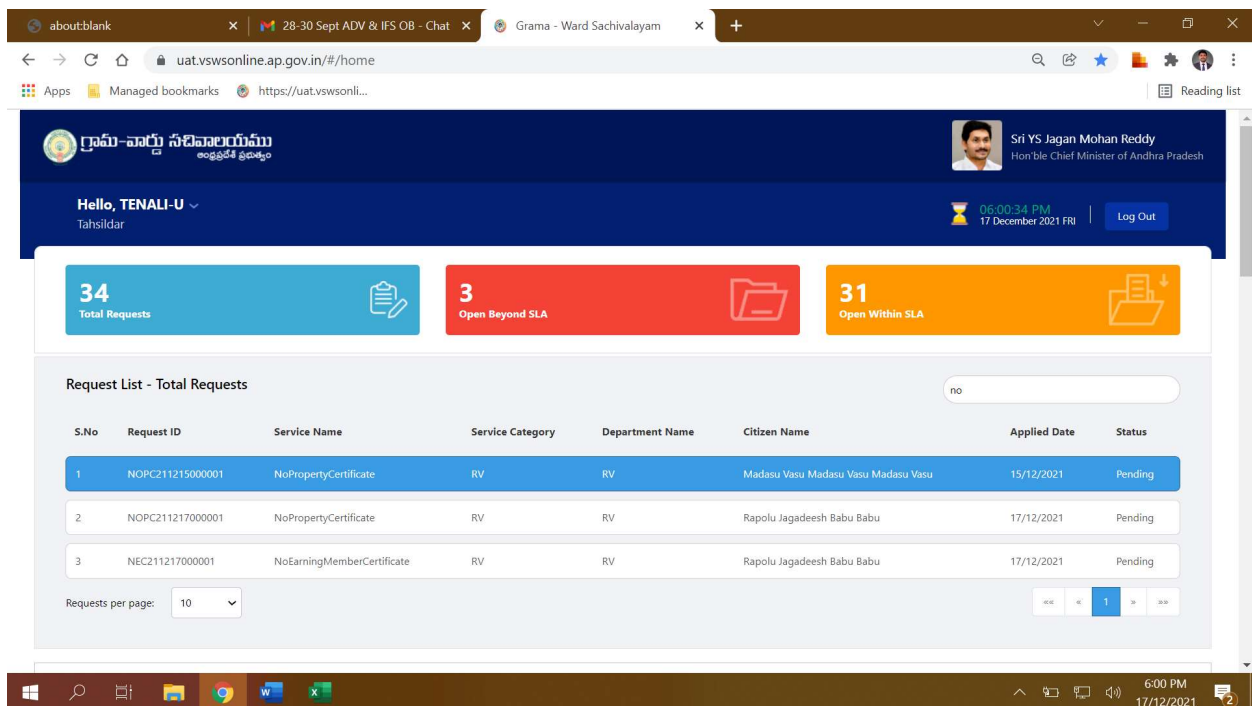 about:blank
28-30 Sept ADV & IFS OB - Chat
Grama - Ward Sachivalayam
uat.vswsonline.ap.gov.in/#/home
Apps
Managed bookmarks
https://uat.vswsonli...
Reading list
గ్రామ-వార్డు సచివాలయము
ఆంధ్రప్రదేశ్ ప్రభుత్వం
Sri YS Jagan Mohan Reddy
Hon'ble Chief Minister of Andhra Pradesh
Hello, TENALI-U
Tahsildar
06:00:34 PM
17 December 2021 FRI
Log Out
34
Total Requests
3
Open Beyond SLA
31
Open Within SLA
Request List - Total Requests
no
S.No Request ID Service Name Service Category Department Name Citizen Name Applied Date Status
1 NOPC211215000001 NoPropertyCertificate RV RV Madasu Vasu Madasu Vasu Madasu Vasu 15/12/2021 Pending
2 NOPC211217000001 NoPropertyCertificate RV RV Rapolu Jagadeesh Babu Babu 17/12/2021 Pending
3 NEC211217000001 NoEarningMemberCertificate RV RV Rapolu Jagadeesh Babu Babu 17/12/2021 Pending
Requests per page: 10
«« « 1 » »»
6:00 PM
17/12/2021
2